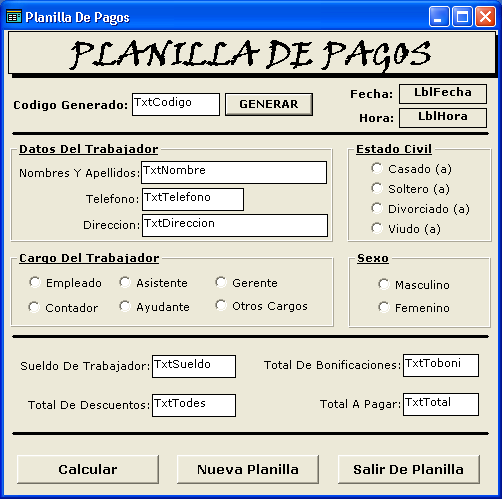 Planilla De Pagos
PLANILLA DE PAGOS
Codigo Generado: TxtCodigo GENERAR
Fecha: LblFecha
Hora: LblHora
Datos Del Trabajador
Nombres Y Apellidos: TxtNombre
Telefono: TxtTelefono
Direccion: TxtDireccion
Estado Civil
Casado (a)
Soltero (a)
Divorciado (a)
Viudo (a)
Cargo Del Trabajador
Empleado Asistente Gerente
Contador Ayudante Otros Cargos
Sexo
Masculino
Femenino
Sueldo De Trabajador: TxtSueldo Total De Bonificaciones: TxtToboni
Total De Descuentos: TxtTodes Total A Pagar: TxtTotal
Calcular Nueva Planilla Salir De Planilla